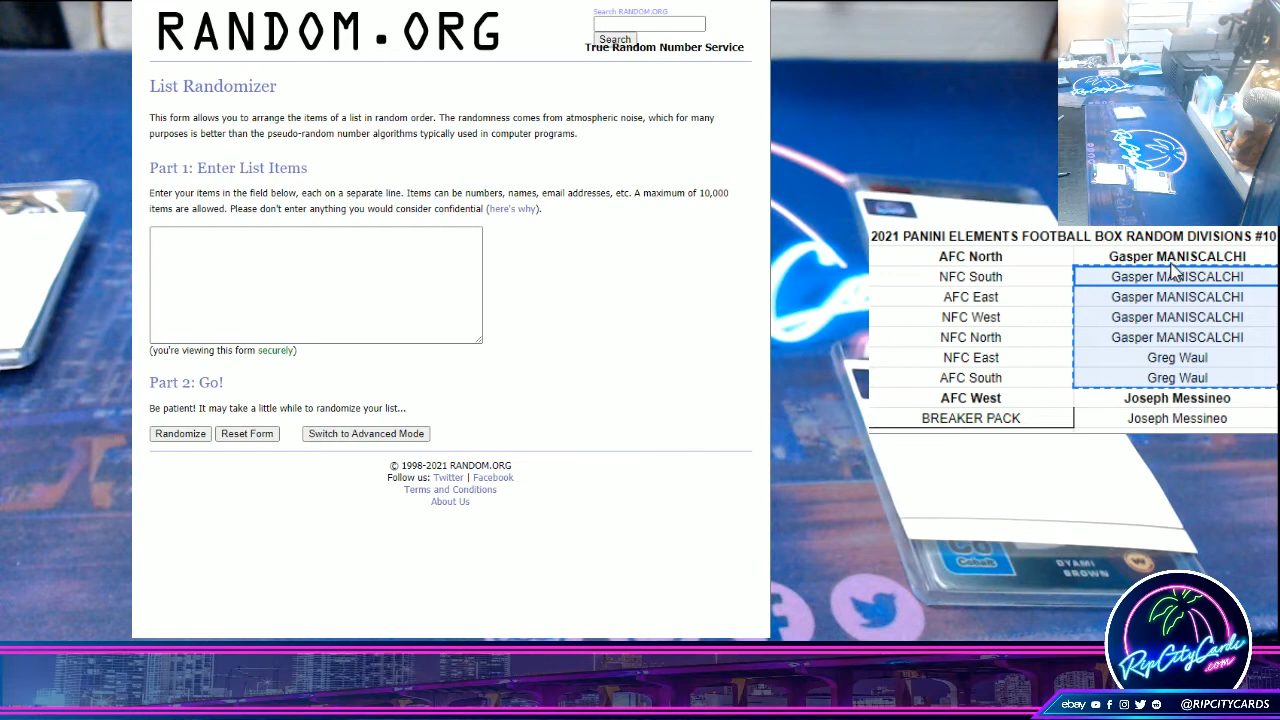 RANDOM.ORG
Search RANDOM.ORG
Search
True Random Number Service
List Randomizer
This form allows you to arrange the items of a list in random order. The randomness comes from atmospheric noise, which for many
purposes is better than the pseudo-random number algorithms typically used in computer programs.
Part 1: Enter List Items
Enter your items in the field below, each on a separate line. Items can be numbers, names, email addresses, etc. A maximum of 10,000
items are allowed. Please don't enter anything you would consider confidential (here's why).
(you're viewing this form securely)
Part 2: Go!
Be patient! It may take a little while to randomize your list...
Randomize Reset Form Switch to Advanced Mode
© 1998-2021 RANDOM.ORG
Follow us: Twitter | Facebook
Terms and Conditions
About Us
2021 PANINI ELEMENTS FOOTBALL BOX RANDOM DIVISIONS #10
AFC North Gasper MANISCALCHI
NFC South Gasper MANISCALCHI
AFC East Gasper MANISCALCHI
NFC West Gasper MANISCALCHI
NFC North Gasper MANISCALCHI
NFC East Greg Waul
AFC South Greg Waul
AFC West Joseph Messineo
BREAKER PACK Joseph Messineo
Co
Cobalt
DYAMI
BROWN
RipCityCards
.com
ebay @RIPCITYCARDS